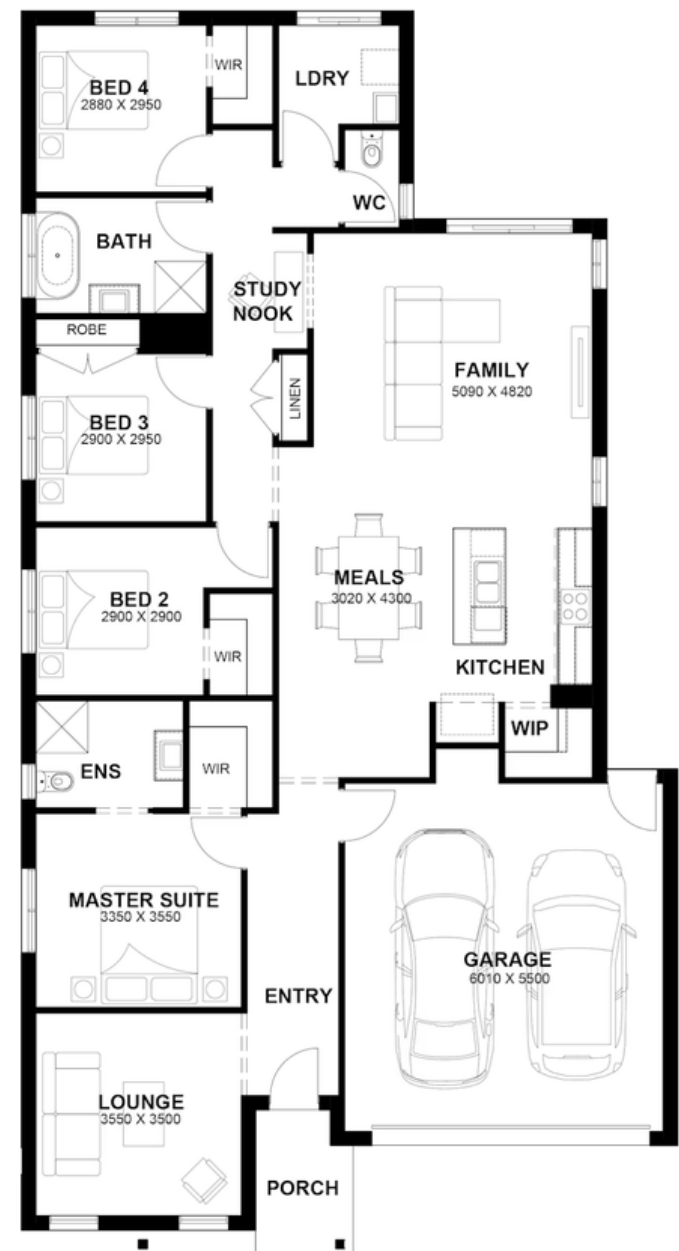 BED 4
2880 X 2950
WIR
LDRY
WC
BATH
STUDY
NOOK
ROBE
FAMILY
5090 X 4820
LINEN
BED 3
2900 X 2950
MEALS
3020 X 4300
BED 2
2900 X 2900
WIR
KITCHEN
WIP
ENS
WIR
MASTER SUITE
3350 X 3550
GARAGE
6010 X 5500
ENTRY
LOUNGE
3550 X 3500
PORCH